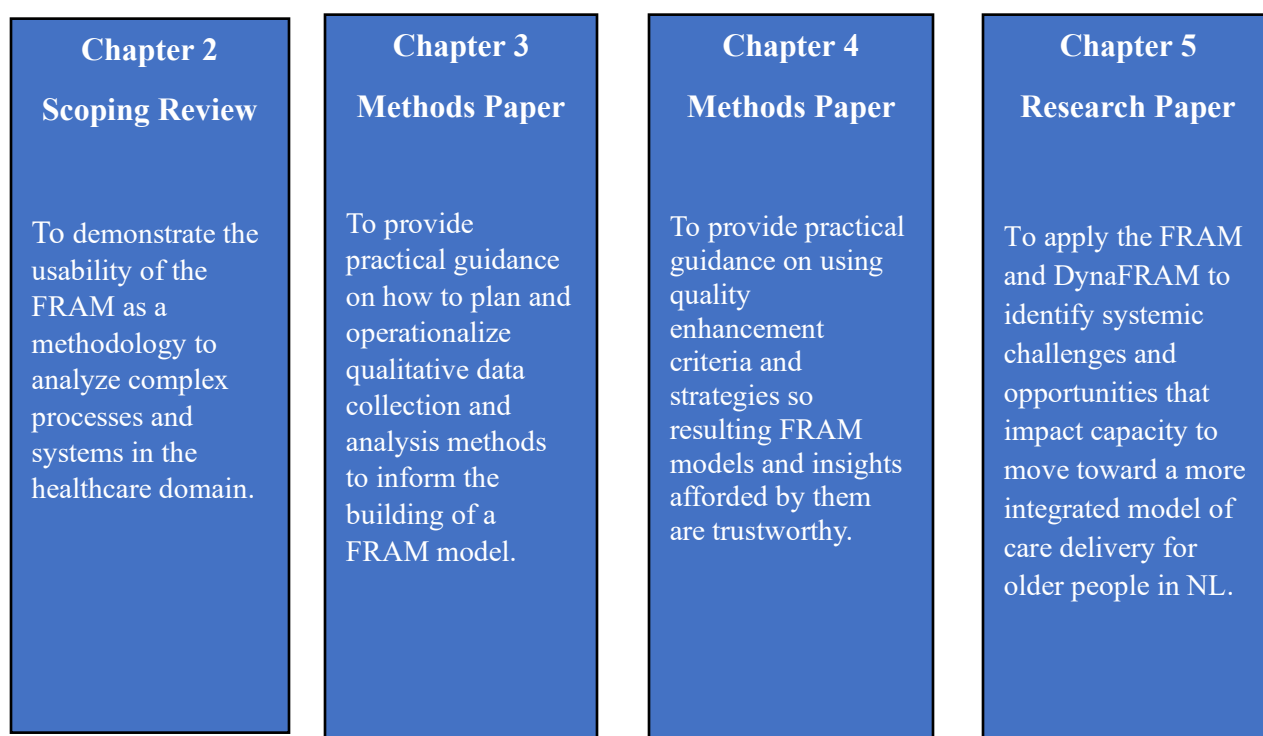 Chapter 2
Scoping Review
To demonstrate the
usability of the
FRAM as a
methodology to
analyze complex
processes and
systems in the
healthcare domain.
Chapter 3
Methods Paper
To provide
practical guidance
on how to plan and
operationalize
qualitative data
collection and
analysis methods
to inform the
building of a
FRAM model.
Chapter 4
Methods Paper
To provide practical
guidance on using
quality
enhancement
criteria and
strategies so
resulting FRAM
models and insights
afforded by them
are trustworthy.
Chapter 5
Research Paper
To apply the FRAM
and DynaFRAM to
identify systemic
challenges and
opportunities that
impact capacity to
move toward a more
integrated model of
care delivery for
older people in NL.